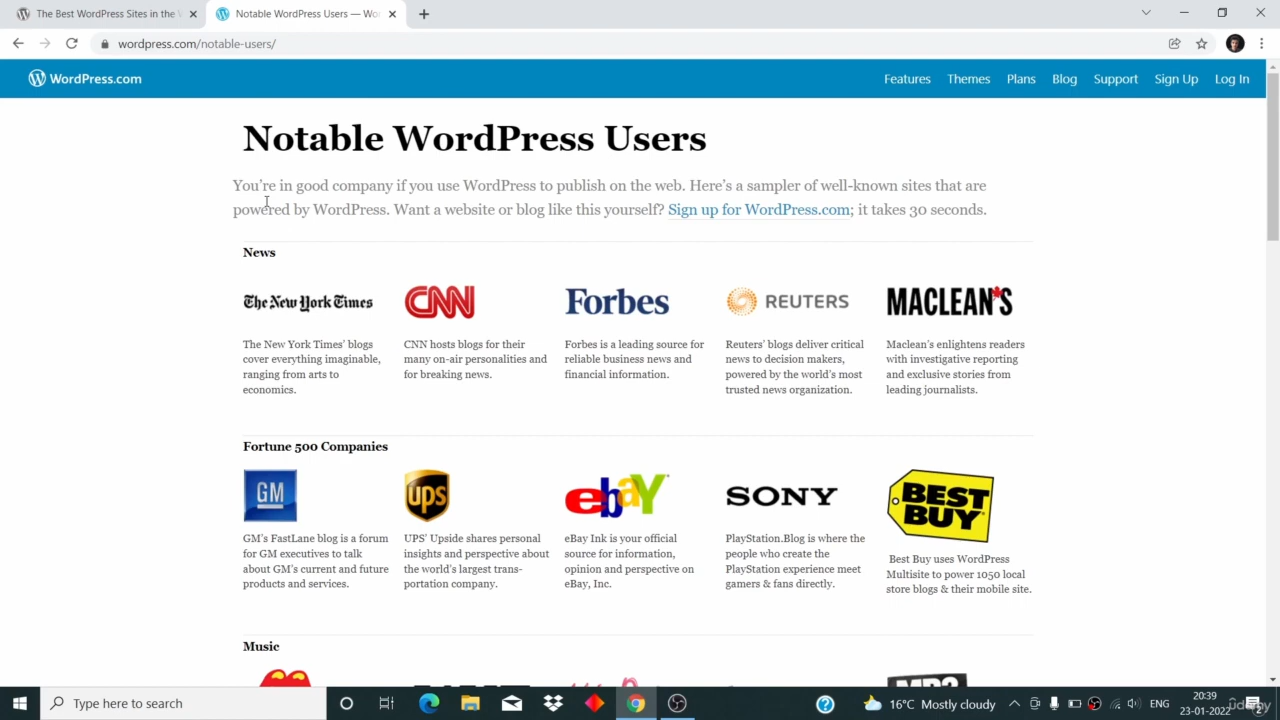 The Best WordPress Sites in the
Notable WordPress Users — Wo
wordpress.com/notable-users/
WordPress.com
Features Themes Plans Blog Support Sign Up Log In
Notable WordPress Users
You're in good company if you use WordPress to publish on the web. Here's a sampler of well-known sites that are
powered by WordPress. Want a website or blog like this yourself? Sign up for WordPress.com; it takes 30 seconds.
News
The New York Times
CNN
Forbes
REUTERS
MACLEAN'S
The New York Times' blogs
cover everything imaginable,
ranging from arts to
economics.
CNN hosts blogs for their
many on-air personalities and
for breaking news.
Forbes is a leading source for
reliable business news and
financial information.
Reuters' blogs deliver critical
news to decision makers,
powered by the world's most
trusted news organization.
Maclean's enlightens readers
with investigative reporting
and exclusive stories from
leading journalists.
Fortune 500 Companies
GM
ups
ebaY
SONY
BEST
BUY
GM's FastLane blog is a forum
for GM executives to talk
about GM's current and future
products and services.
UPS' Upside shares personal
insights and perspective about
the world's largest trans-
portation company.
eBay Ink is your official
source for information,
opinion and perspective on
eBay, Inc.
PlayStation.Blog is where the
people who create the
PlayStation experience meet
gamers & fans directly.
Best Buy uses WordPress
Multisite to power 1050 local
store blogs & their mobile site.
Music
Type here to search
16°C Mostly cloudy
ENG
20:39
23-01-2022
Udemy